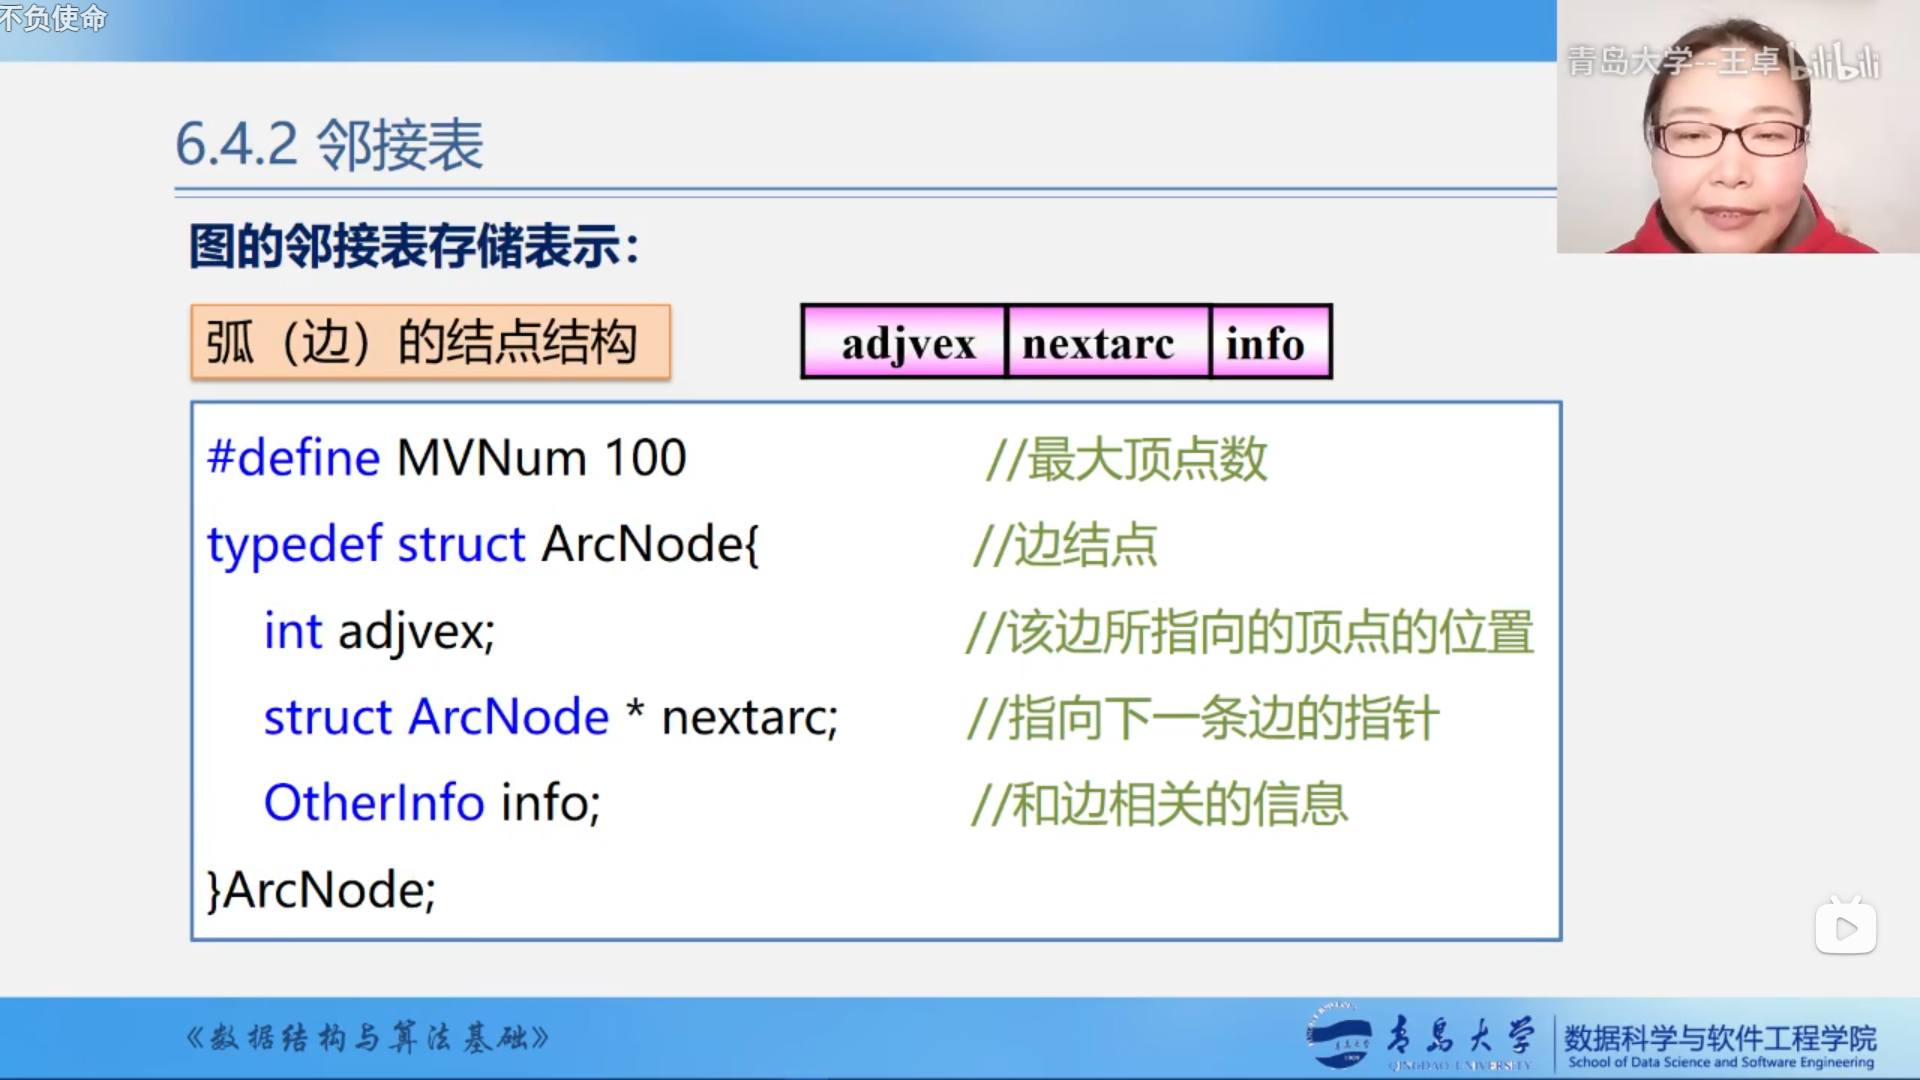 不负使命
青岛大学--王卓 bilibili
6.4.2 邻接表
图的邻接表存储表示：
弧（边）的结点结构
adjvex nextarc info
#define MVNum 100 //最大顶点数
typedef struct ArcNode{ //边结点
int adjvex; //该边所指向的顶点的位置
struct ArcNode * nextarc; //指向下一条边的指针
OtherInfo info; //和边相关的信息
}ArcNode;
《数据结构与算法基础》
青岛大学
QINGDAO UNIVERSITY
数据科学与软件工程学院
School of Data Science and Software Engineering